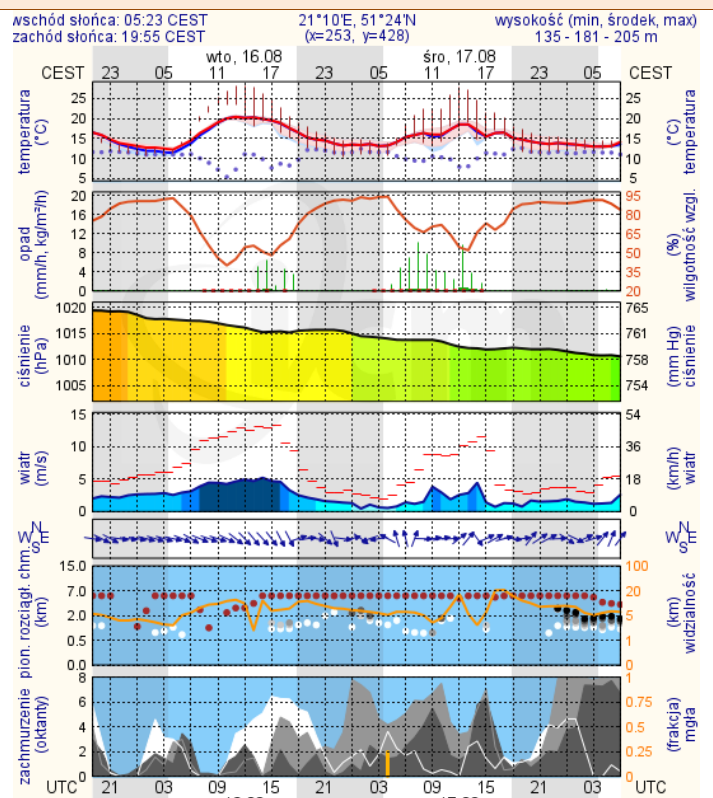 wschód słońca: 05:23 CEST 21°10'E, 51°24'N wysokość (min, środek, max)
zachód słońca: 19:55 CEST (x=253, y=428) 135 - 181 - 205 m
wto, 16.08 śro, 17.08
CEST 23 05 11 17 23 05 11 17 23 05 CEST
temperatura
(°C)
25
20
15
10
5
25
20
15
10
5
(°C)
temperatura
opad
(mm/h, kg/m²/h)
20
16
12
8
4
0
95
80
65
50
35
20
(%)
wilgotność wzgl.
ciśnienie
(hPa)
1020
1015
1010
1005
765
761
758
754
(mm Hg)
ciśnienie
wiatr
(m/s)
15
10
5
0
54
36
18
0
(km/h)
wiatr
N
W E
S
N
W E
S
pion. rozciągł. chm.
(km)
15.0
7.0
2.0
0.5
0.0
100
20
5
1
0
(km)
widzialność
zachmurzenie
(oktanty)
8
6
4
2
0
1
0.75
0.5
0.25
0
(frakcja)
mgła
UTC 21 03 09 15 21 03 09 15 21 03 UTC